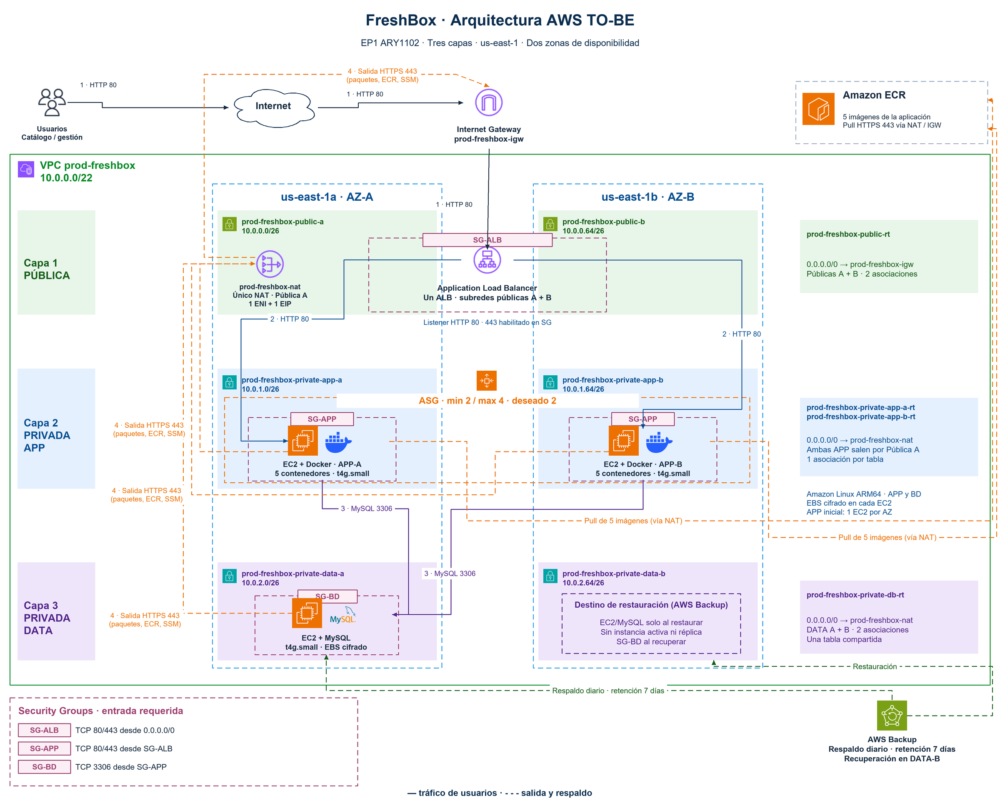 FreshBox · Arquitectura AWS TO-BE
EP1 ARY1102 · Tres capas · us-east-1 · Dos zonas de disponibilidad
4 · Salida HTTPS 443
(paquetes, ECR, SSM)
1 · HTTP 80
1 · HTTP 80
Internet
Usuarios
Catálogo / gestión
Internet Gateway
prod-freshbox-igw
Amazon ECR
5 imágenes de la aplicación
Pull HTTPS 443 vía NAT / IGW
VPC prod-freshbox
10.0.0.0/22
us-east-1a · AZ-A
us-east-1b · AZ-B
1 · HTTP 80
Capa 1
PÚBLICA
prod-freshbox-public-a
10.0.0.0/26
prod-freshbox-public-b
10.0.0.64/26
SG-ALB
prod-freshbox-nat
Único NAT · Pública A
1 ENI + 1 EIP
Application Load Balancer
Un ALB · subredes públicas A + B
Listener HTTP 80 · 443 habilitado en SG
prod-freshbox-public-rt
0.0.0.0/0 → prod-freshbox-igw
Públicas A + B · 2 asociaciones
2 · HTTP 80
2 · HTTP 80
Capa 2
PRIVADA
APP
4 · Salida HTTPS 443
(paquetes, ECR, SSM)
prod-freshbox-private-app-a
10.0.1.0/26
prod-freshbox-private-app-b
10.0.1.64/26
ASG · min 2 / max 4 · deseado 2
SG-APP
EC2 + Docker · APP-A
5 contenedores · t4g.small
SG-APP
EC2 + Docker · APP-B
5 contenedores · t4g.small
prod-freshbox-private-app-a-rt
prod-freshbox-private-app-b-rt
0.0.0.0/0 → prod-freshbox-nat
Ambas APP salen por Pública A
1 asociación por tabla
4 · Salida HTTPS 443
(paquetes, ECR, SSM)
Amazon Linux ARM64 · APP y BD
EBS cifrado en cada EC2
APP inicial: 1 EC2 por AZ
3 · MySQL 3306
Pull de 5 imágenes (vía NAT)
Pull de 5 imágenes (vía NAT)
3 · MySQL 3306
Capa 3
PRIVADA
DATA
4 · Salida HTTPS 443
(paquetes, ECR, SSM)
prod-freshbox-private-data-a
10.0.2.0/26
SG-BD
MySQL
EC2 + MySQL
t4g.small · EBS cifrado
prod-freshbox-private-data-b
10.0.2.64/26
Destino de restauración (AWS Backup)
EC2/MySQL solo al restaurar
Sin instancia activa ni réplica
SG-BD al recuperar
prod-freshbox-private-db-rt
0.0.0.0/0 → prod-freshbox-nat
DATA A + B · 2 asociaciones
Una tabla compartida
Restauración
Respaldo diario · retención 7 días
Security Groups · entrada requerida
SG-ALB TCP 80/443 desde 0.0.0.0/0
SG-APP TCP 80/443 desde SG-ALB
SG-BD TCP 3306 desde SG-APP
AWS Backup
Respaldo diario · retención 7 días
Recuperación en DATA-B
— tráfico de usuarios · - - - salida y respaldo